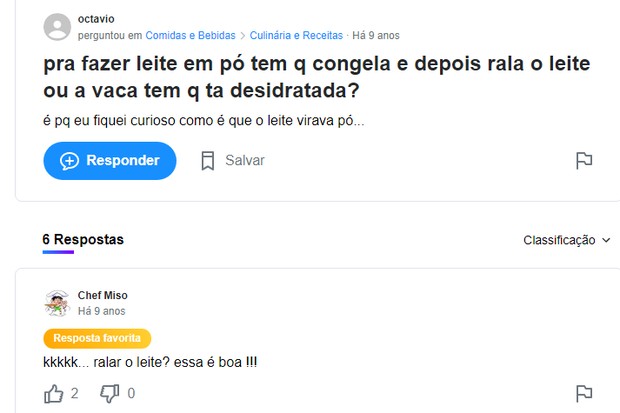 octavio
perguntou em Comidas e Bebidas > Culinária e Receitas · Há 9 anos
pra fazer leite em pó tem q congela e depois rala o leite
ou a vaca tem q ta desidratada?
é pq eu fiquei curioso como é que o leite virava pó...
Responder Salvar
6 Respostas Classificação
Chef Miso
Há 9 anos
Resposta favorita
kkkkk... ralar o leite? essa é boa !!!
2 0